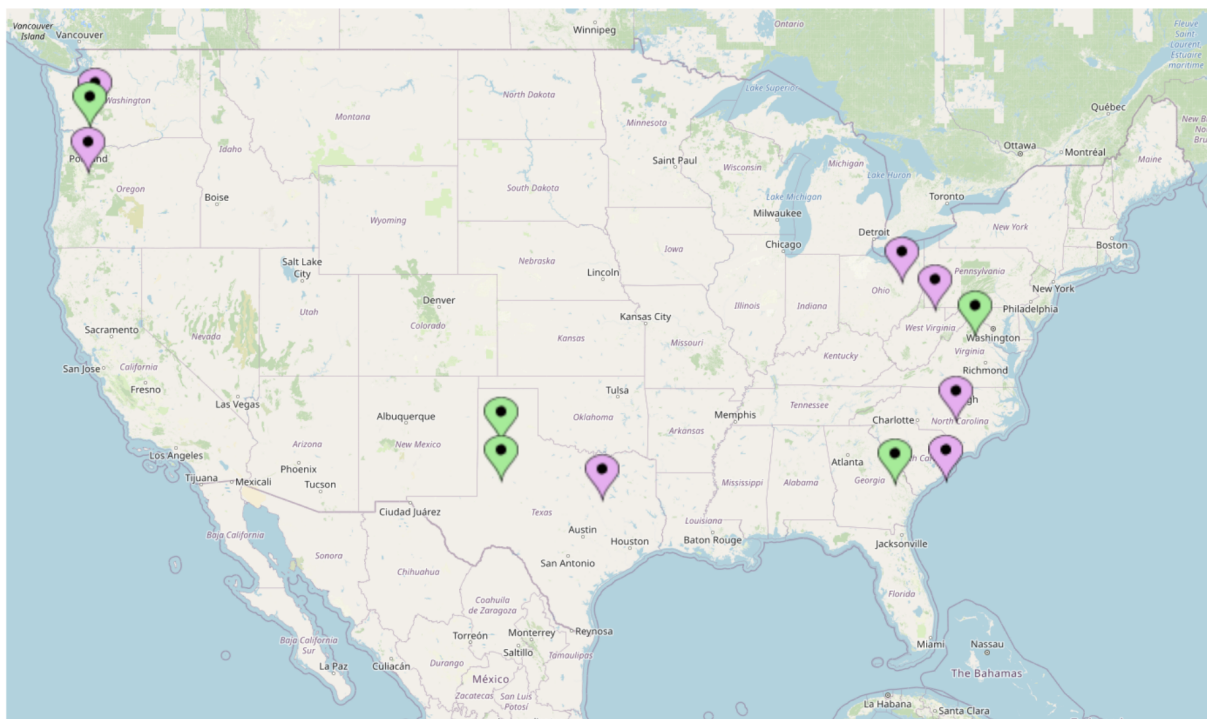 Vancouver
Island
Vancouver
Winnipeg
Ontario
Fleuve
Saint
Laurent,
Estuaire
maritime
Washington
North Dakota
Lake Superior
Québec
Montana
Minnesota
Ottawa
Montréal
Maine
Saint Paul
Wisconsin
Michigan
Lake Huron
Idaho
Oregon
South Dakota
Boise
Lake Michigan
Toronto
Wyoming
Milwaukee
Detroit
New York
Boston
Chicago
Iowa
Salt Lake
City
Nebraska
Lincoln
Pennsylvania
New York
Ohio
Denver
Utah
Colorado
Illinois
Indiana
Philadelphia
Sacramento
Nevada
Kansas City
West Virginia
Washington
Kansas
Missouri
Virginia
Kentucky
San Jose
California
Richmond
Fresno
Tulsa
Las Vegas
Albuquerque
Oklahoma
Memphis
Tennessee
Charlotte
North Carolina
Arkansas
Arizona
New Mexico
Los Angeles
Atlanta
Phoenix
Tijuana
Mexicali
Tucson
Mississippi
Alabama
Georgia
Ciudad Juárez
Texas
Louisiana
Austin
Baton Rouge
Houston
Jacksonville
Baja California
Sonora
San Antonio
Chihuahua
Florida
Coahuila
de Zaragoza
Reynosa
Torreón
Monterrey
Saltillo
Tamaulipas
Baja California
Sur
Miami
Nassau
La Paz
Culiacán
Durango
México
The Bahamas
Zacatecas
San Luis
Potosí
La Habana
Santa Clara